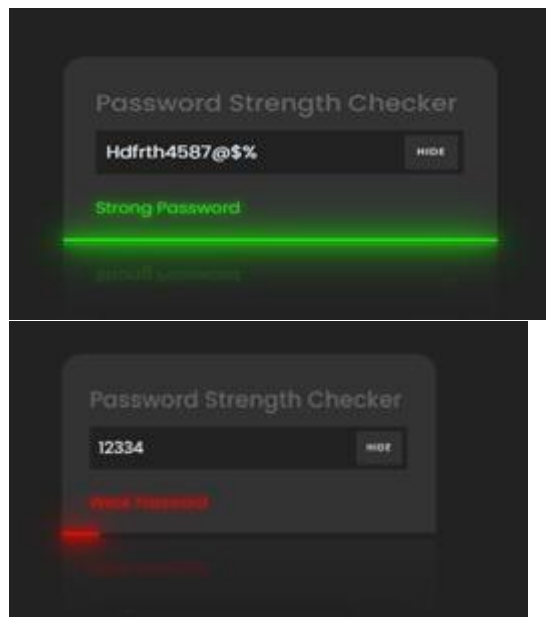 Password Strength Checker
Hdfrth4587@$% HIDE
Strong Password
Password Strength Checker
12334 HIDE
Weak Password